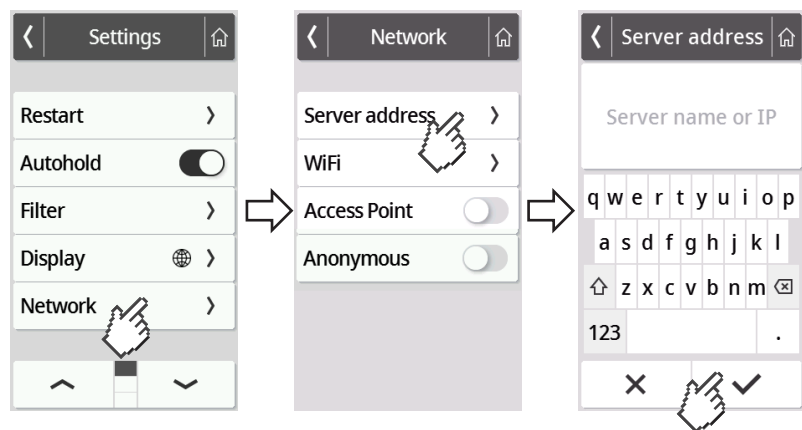 Settings
Restart
Autohold
Filter
Display
Network
Network
Server address
WiFi
Access Point
Anonymous
Server address
Server name or IP
q w e r t y u i o p
a s d f g h j k l
z x c v b n m
123 .